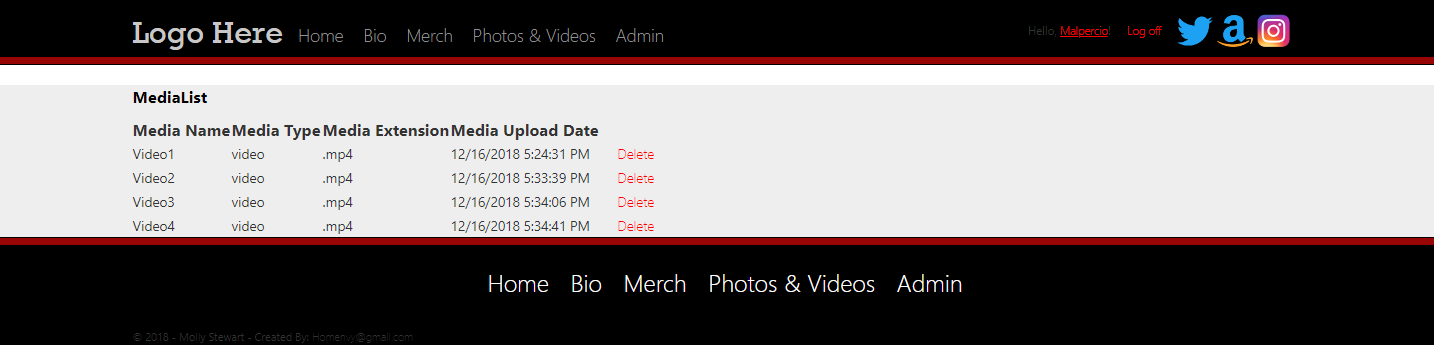 Logo Here Home Bio Merch Photos & Videos Admin Hello, Malpercio! Log off
MediaList
Media Name Media Type Media Extension Media Upload Date
Video1 video .mp4 12/16/2018 5:24:31 PM Delete
Video2 video .mp4 12/16/2018 5:33:39 PM Delete
Video3 video .mp4 12/16/2018 5:34:06 PM Delete
Video4 video .mp4 12/16/2018 5:34:41 PM Delete
Home Bio Merch Photos & Videos Admin
© 2018 - Molly Stewart - Created By: Homenvy@gmail.com